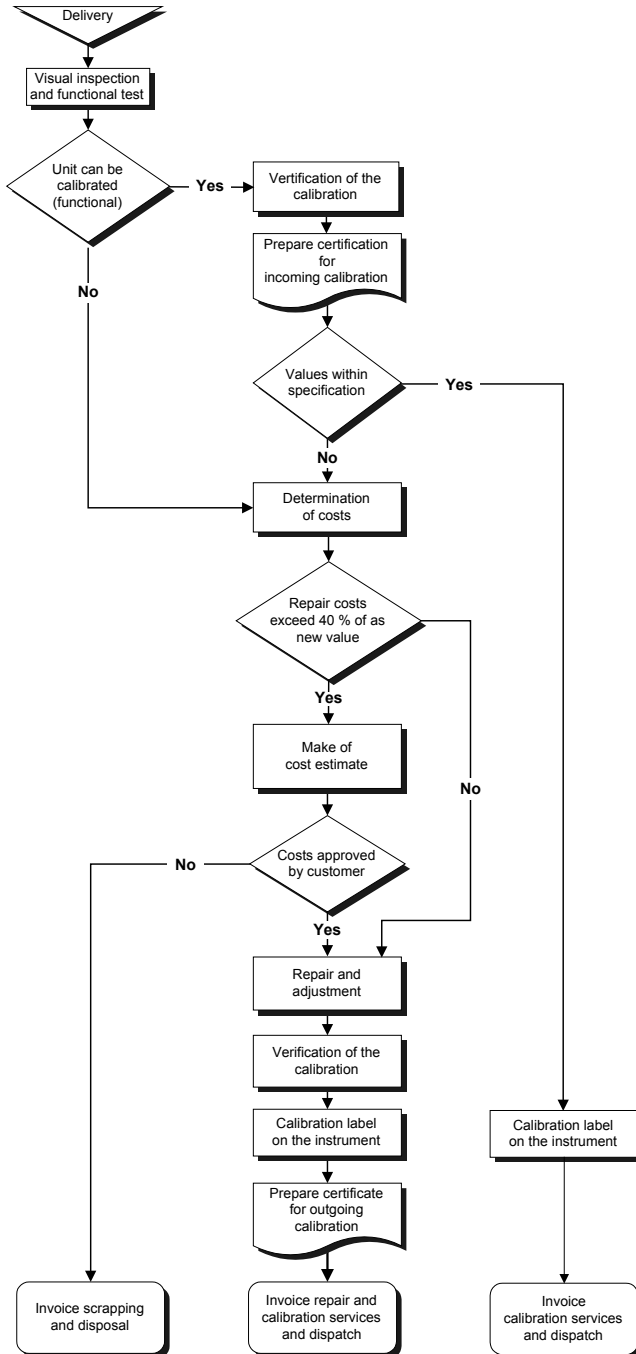 Delivery
Visual inspection
and functional test
Unit can be
calibrated
(functional)
Yes
Vertification of the
calibration
Prepare certification
for
incoming calibration
No
Values within
specification
Yes
No
Determination
of costs
Repair costs
exceed 40 % of as
new value
Yes
Make of
cost estimate
No
Costs approved
by customer
No
Yes
Repair and
adjustment
Verification of the
calibration
Calibration label
on the instrument
Calibration label
on the instrument
Prepare certificate
for outgoing
calibration
Invoice scrapping
and disposal
Invoice repair and
calibration services
and dispatch
Invoice
calibration services
and dispatch